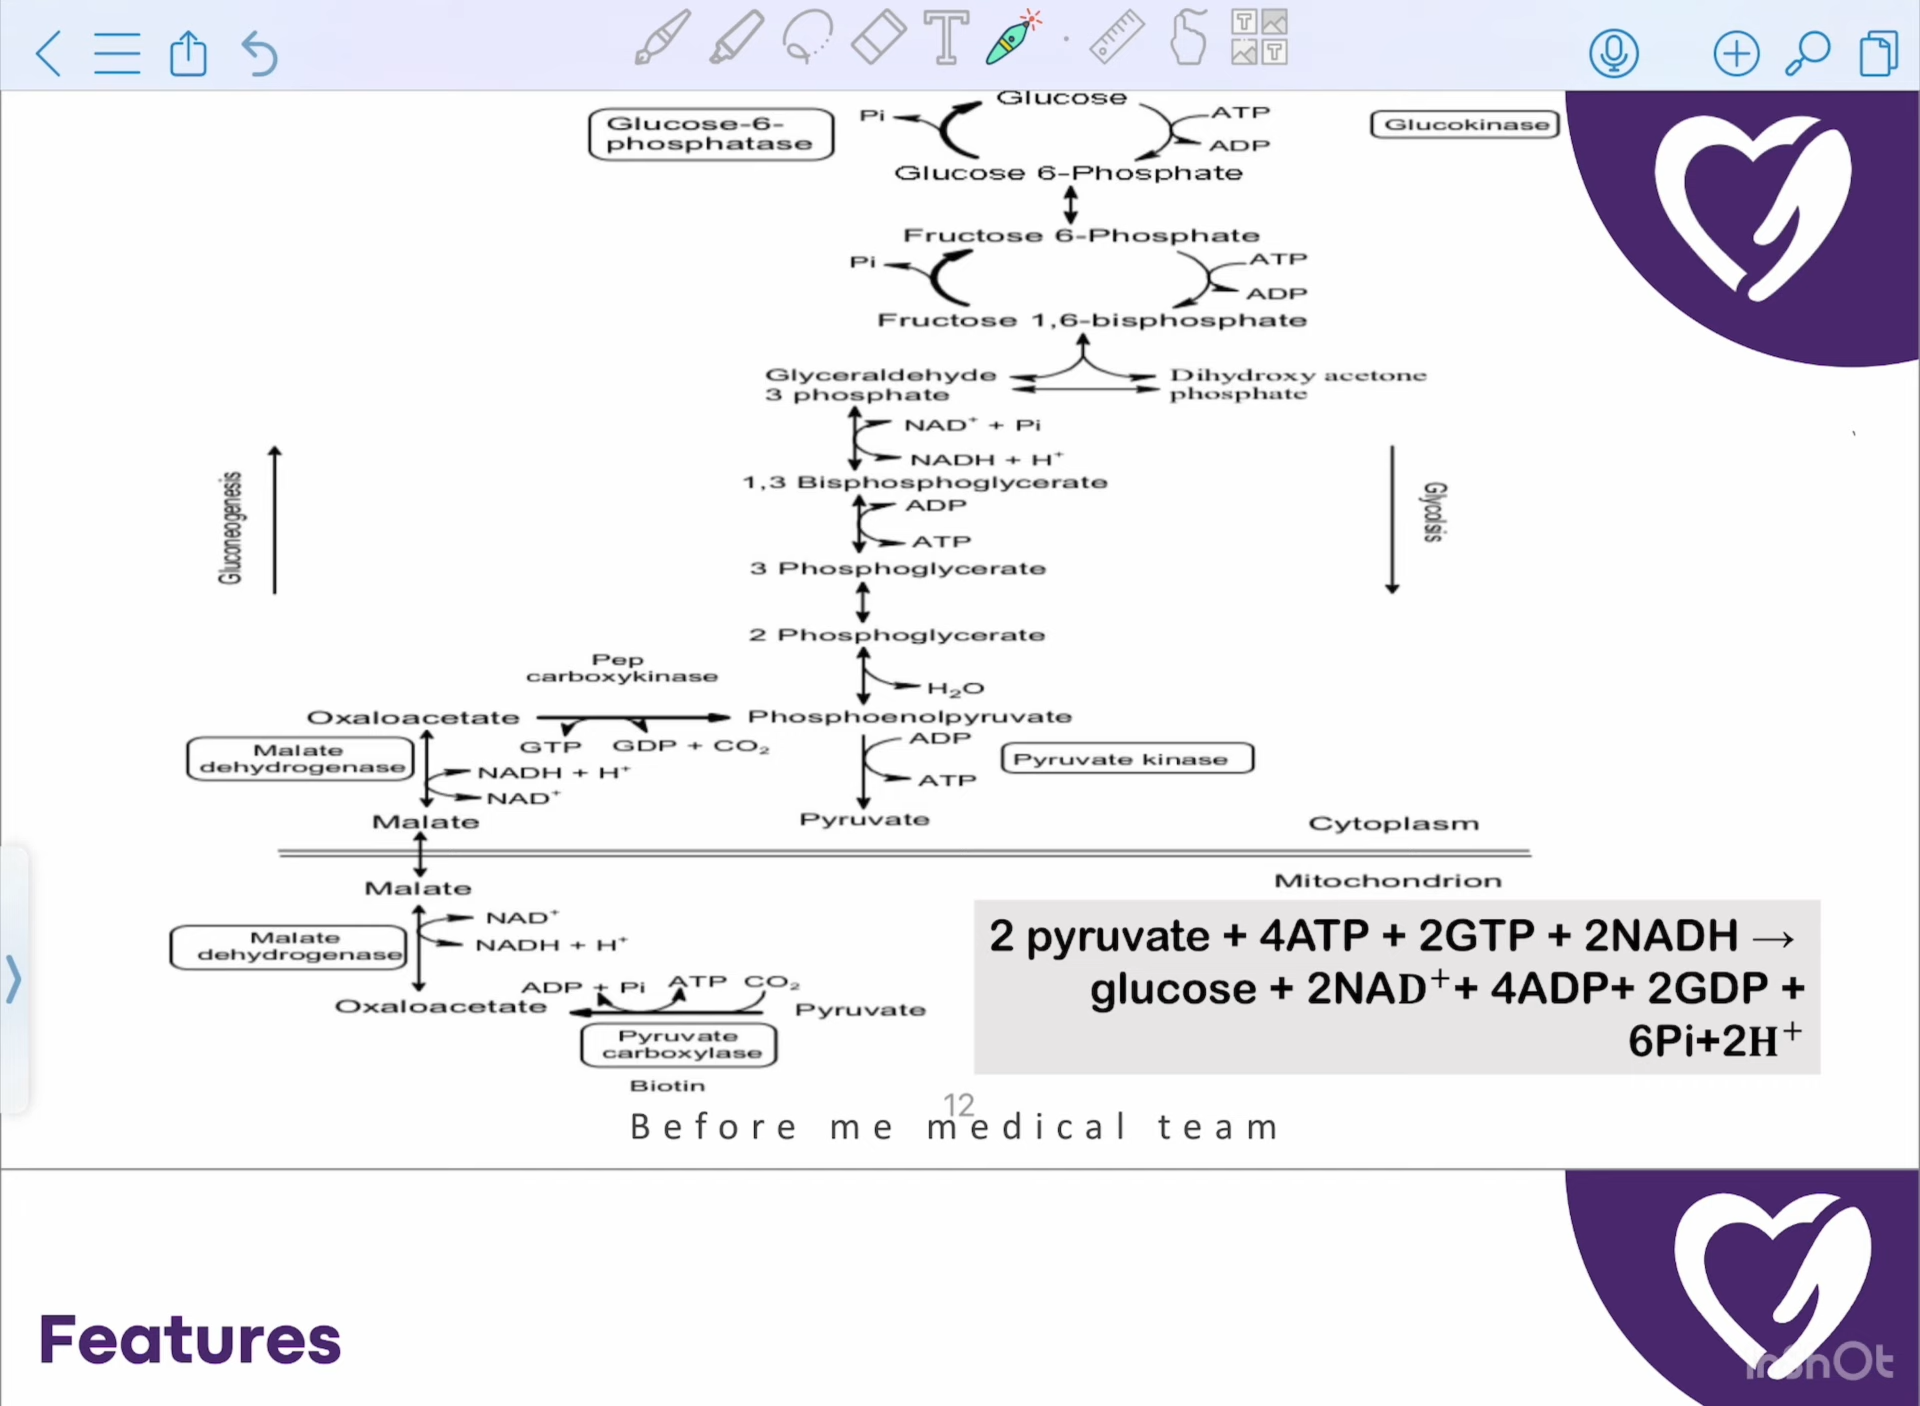 Glucose
Glucose-6-
phosphatase
Pi
ATP
ADP
Glucokinase
Glucose 6-Phosphate
Fructose 6-Phosphate
Pi
ATP
ADP
Fructose 1,6-bisphosphate
Glyceraldehyde
3 phosphate
Dihydroxy acetone
phosphate
NAD⁺ + Pi
NADH + H⁺
1,3 Bisphosphoglycerate
ADP
ATP
3 Phosphoglycerate
Gluconeogenesis
Glycolsis
2 Phosphoglycerate
H₂O
Pep
carboxykinase
Oxaloacetate
Phosphoenolpyruvate
GTP
GDP + CO₂
Malate
dehydrogenase
NADH + H⁺
NAD⁺
ADP
ATP
Pyruvate kinase
Malate
Pyruvate
Cytoplasm
Mitochondrion
Malate
NAD⁺
NADH + H⁺
Malate
dehydrogenase
ADP + Pi
ATP
CO₂
Oxaloacetate
Pyruvate
Pyruvate
carboxylase
Biotin
2 pyruvate + 4ATP + 2GTP + 2NADH →
glucose + 2NAD⁺+ 4ADP+ 2GDP +
6Pi+2H⁺
12
Before me medical team
Features